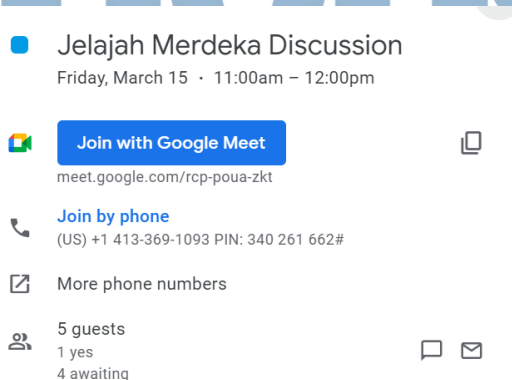 Jelajah Merdeka Discussion
Friday, March 15 · 11:00am – 12:00pm
Join with Google Meet
meet.google.com/rcp-poua-zkt
Join by phone
(US) +1 413-369-1093 PIN: 340 261 662#
More phone numbers
5 guests
1 yes
4 awaiting